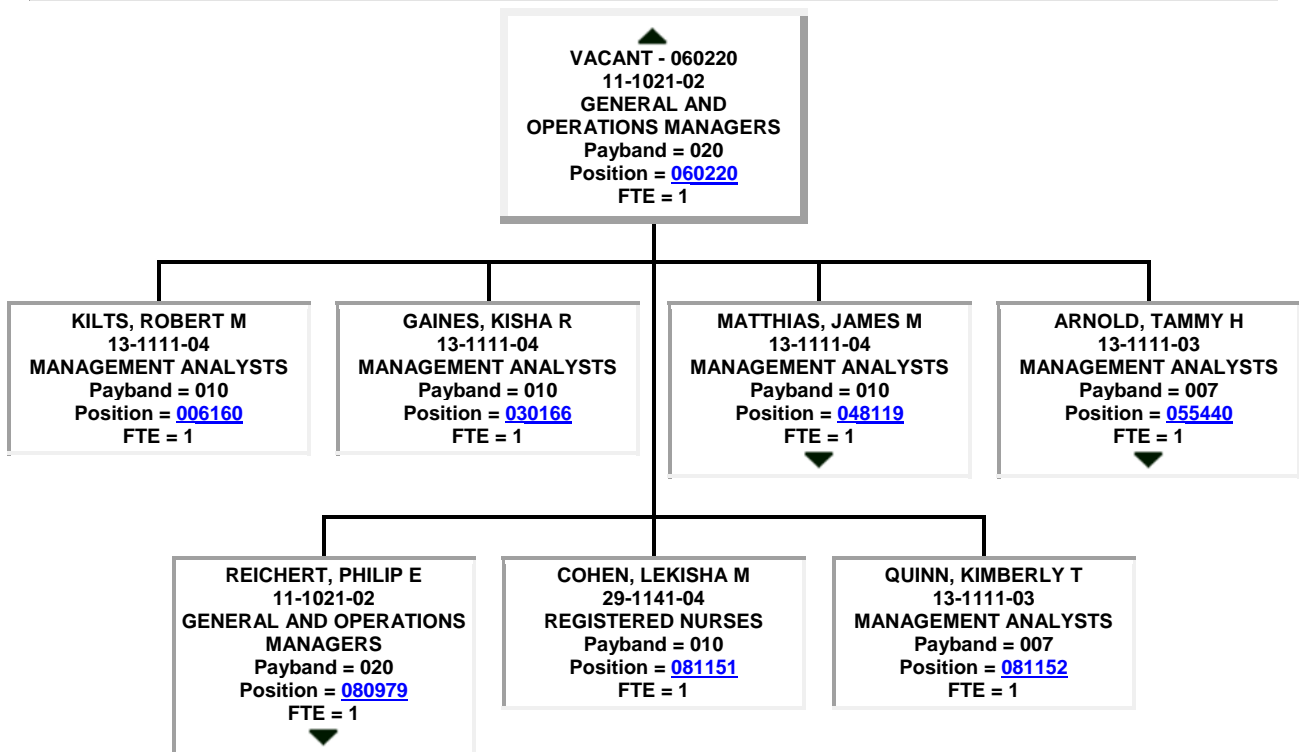 VACANT - 060220
11-1021-02
GENERAL AND
OPERATIONS MANAGERS
Payband = 020
Position = 060220
FTE = 1
KILTS, ROBERT M
13-1111-04
MANAGEMENT ANALYSTS
Payband = 010
Position = 006160
FTE = 1
GAINES, KISHA R
13-1111-04
MANAGEMENT ANALYSTS
Payband = 010
Position = 030166
FTE = 1
MATTHIAS, JAMES M
13-1111-04
MANAGEMENT ANALYSTS
Payband = 010
Position = 048119
FTE = 1
ARNOLD, TAMMY H
13-1111-03
MANAGEMENT ANALYSTS
Payband = 007
Position = 055440
FTE = 1
REICHERT, PHILIP E
11-1021-02
GENERAL AND OPERATIONS
MANAGERS
Payband = 020
Position = 080979
FTE = 1
COHEN, LEKISHA M
29-1141-04
REGISTERED NURSES
Payband = 010
Position = 081151
FTE = 1
QUINN, KIMBERLY T
13-1111-03
MANAGEMENT ANALYSTS
Payband = 007
Position = 081152
FTE = 1